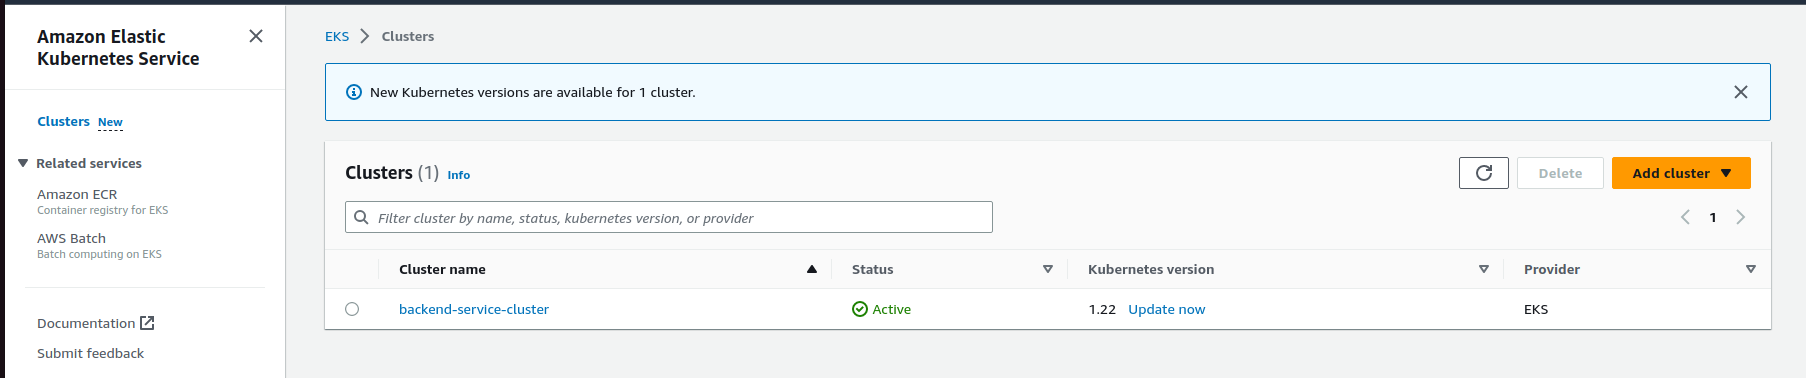 Amazon Elastic
Kubernetes Service
Clusters New
Related services
Amazon ECR
Container registry for EKS
AWS Batch
Batch computing on EKS
Documentation
Submit feedback
EKS Clusters
New Kubernetes versions are available for 1 cluster.
Clusters (1) Info
Delete
Add cluster
Filter cluster by name, status, kubernetes version, or provider
1
Cluster name Status Kubernetes version Provider
backend-service-cluster Active 1.22 Update now EKS